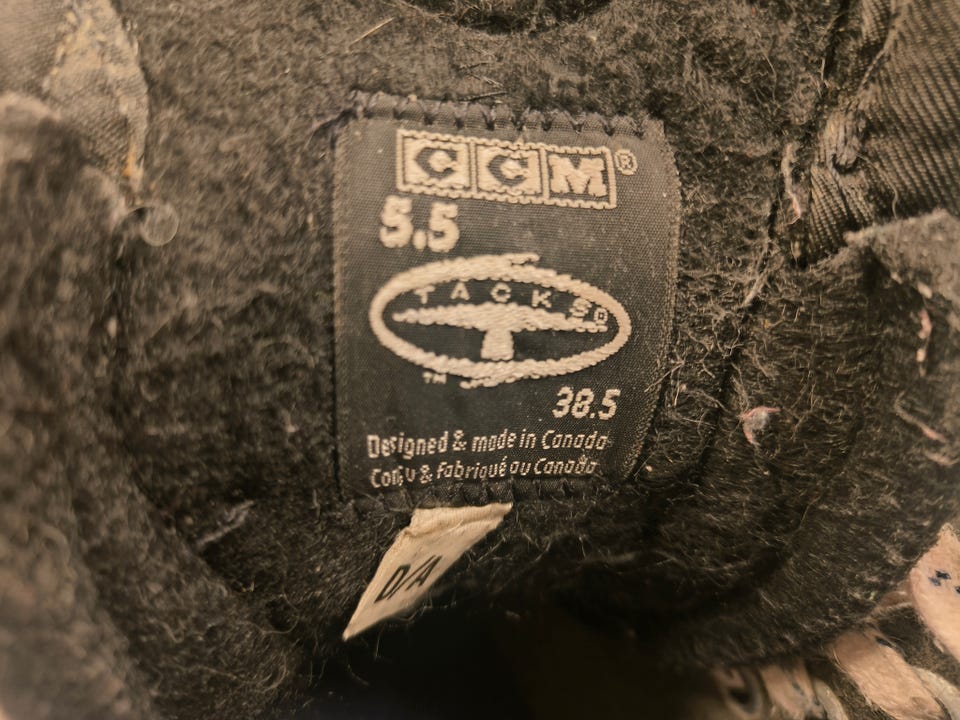 CCM®
5.5
TACKS®
™
38.5
Designed & made in Canada
Conçu & fabriqué au Canada
D/A